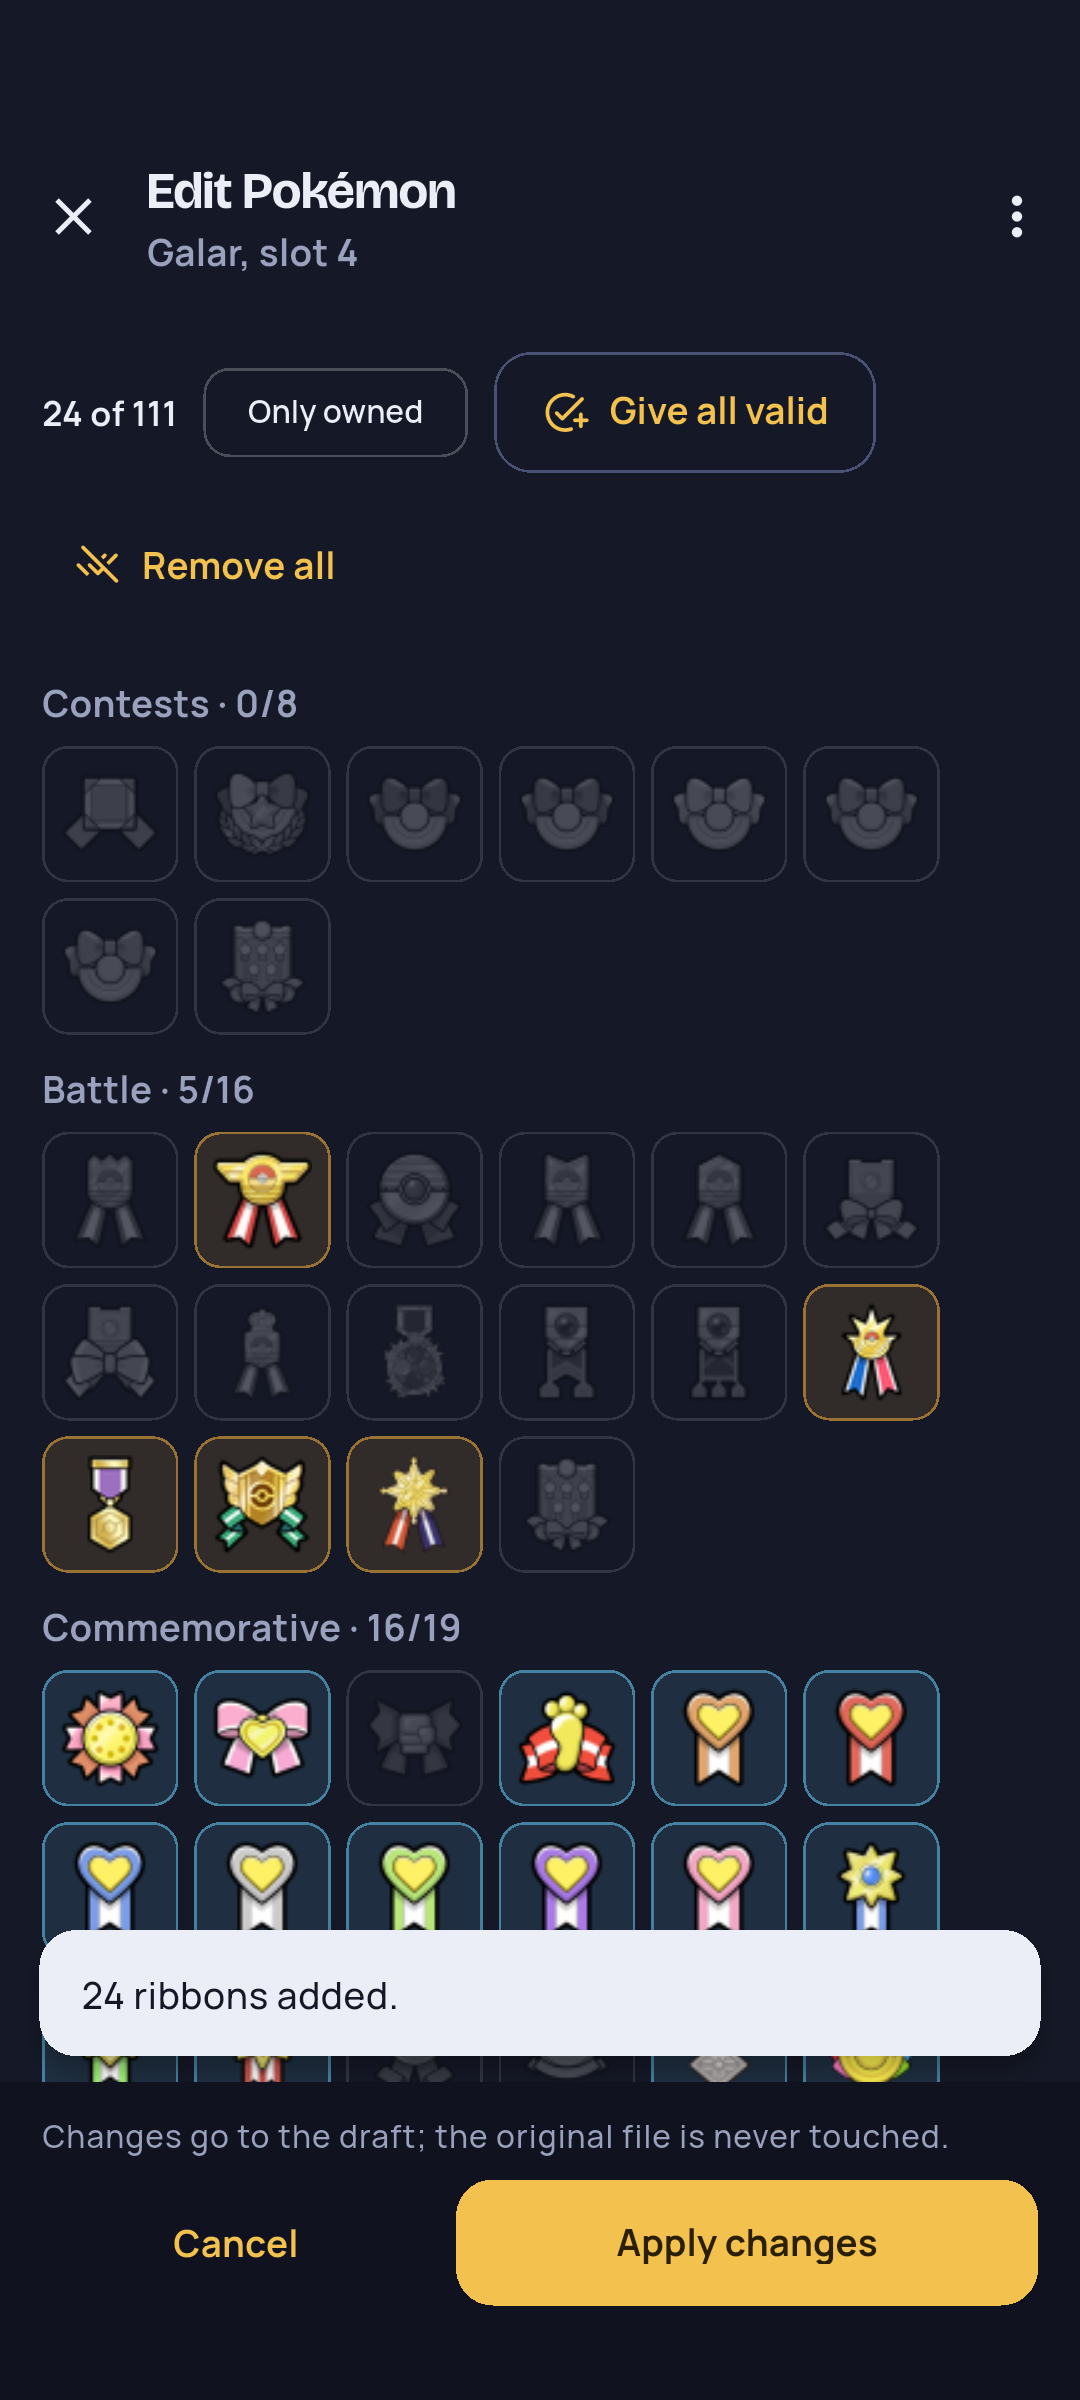 Edit Pokémon
Galar, slot 4
24 of 111
Only owned
Give all valid
Remove all
Contests · 0/8
Battle · 5/16
Commemorative · 16/19
24 ribbons added.
Changes go to the draft; the original file is never touched.
Cancel
Apply changes